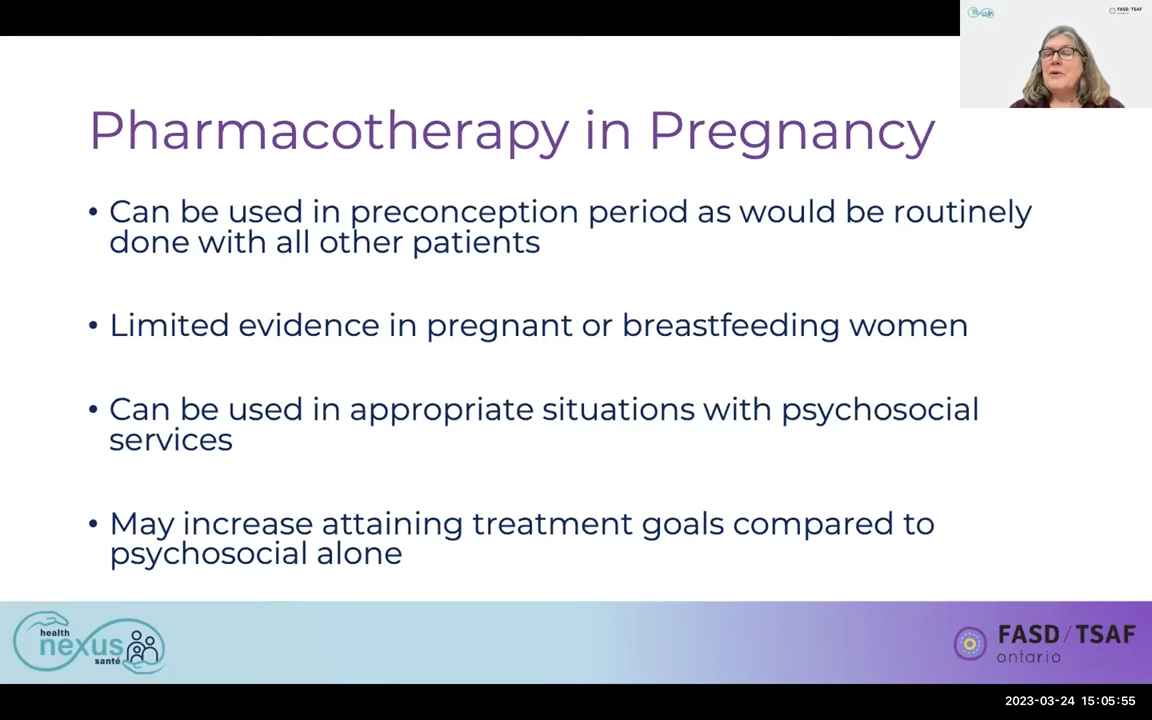 FASD/TSAF
Pharmacotherapy in Pregnancy
• Can be used in preconception period as would be routinely
done with all other patients
• Limited evidence in pregnant or breastfeeding women
• Can be used in appropriate situations with psychosocial
services
• May increase attaining treatment goals compared to
psychosocial alone
health
nexus
santé
FASD/TSAF
ontario
2023-03-24 15:05:55